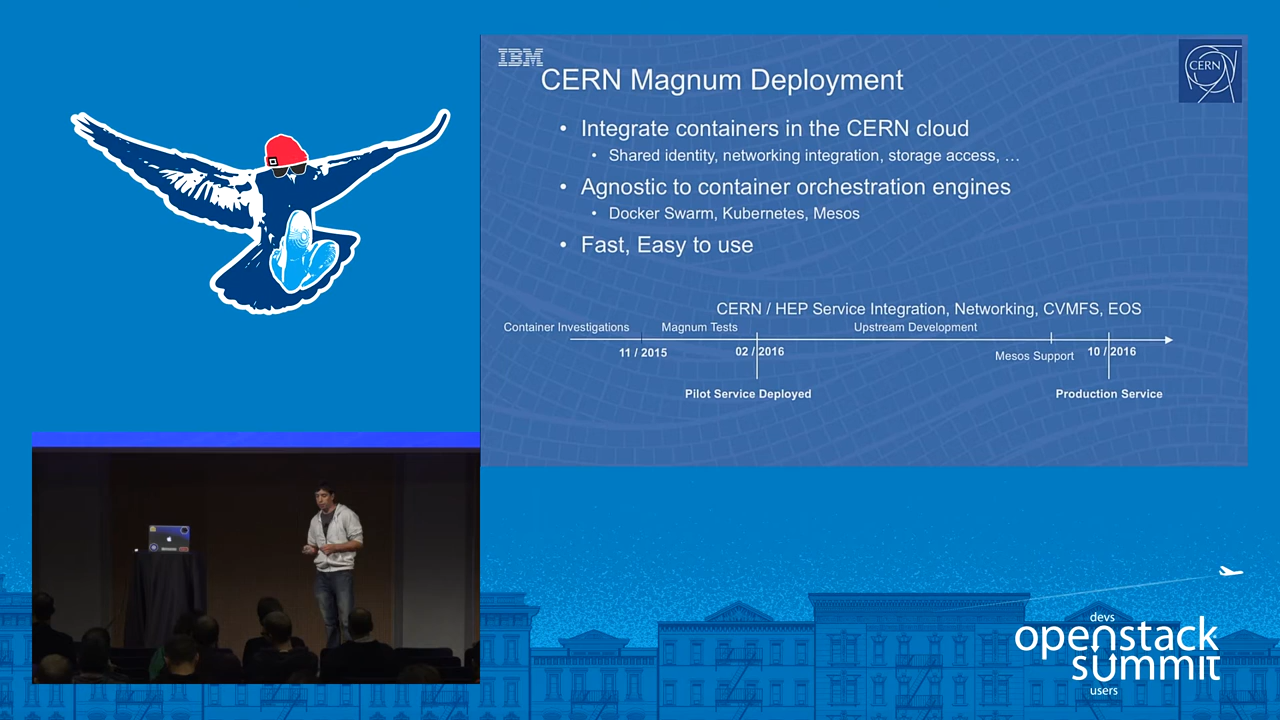 IBM
CERN
CERN Magnum Deployment
• Integrate containers in the CERN cloud
• Shared identity, networking integration, storage access, …
• Agnostic to container orchestration engines
• Docker Swarm, Kubernetes, Mesos
• Fast, Easy to use
CERN / HEP Service Integration, Networking, CVMFS, EOS
Container Investigations
Magnum Tests
Upstream Development
11 / 2015
02 / 2016
Mesos Support
10 / 2016
Pilot Service Deployed
Production Service
devs
openstack
summit
users